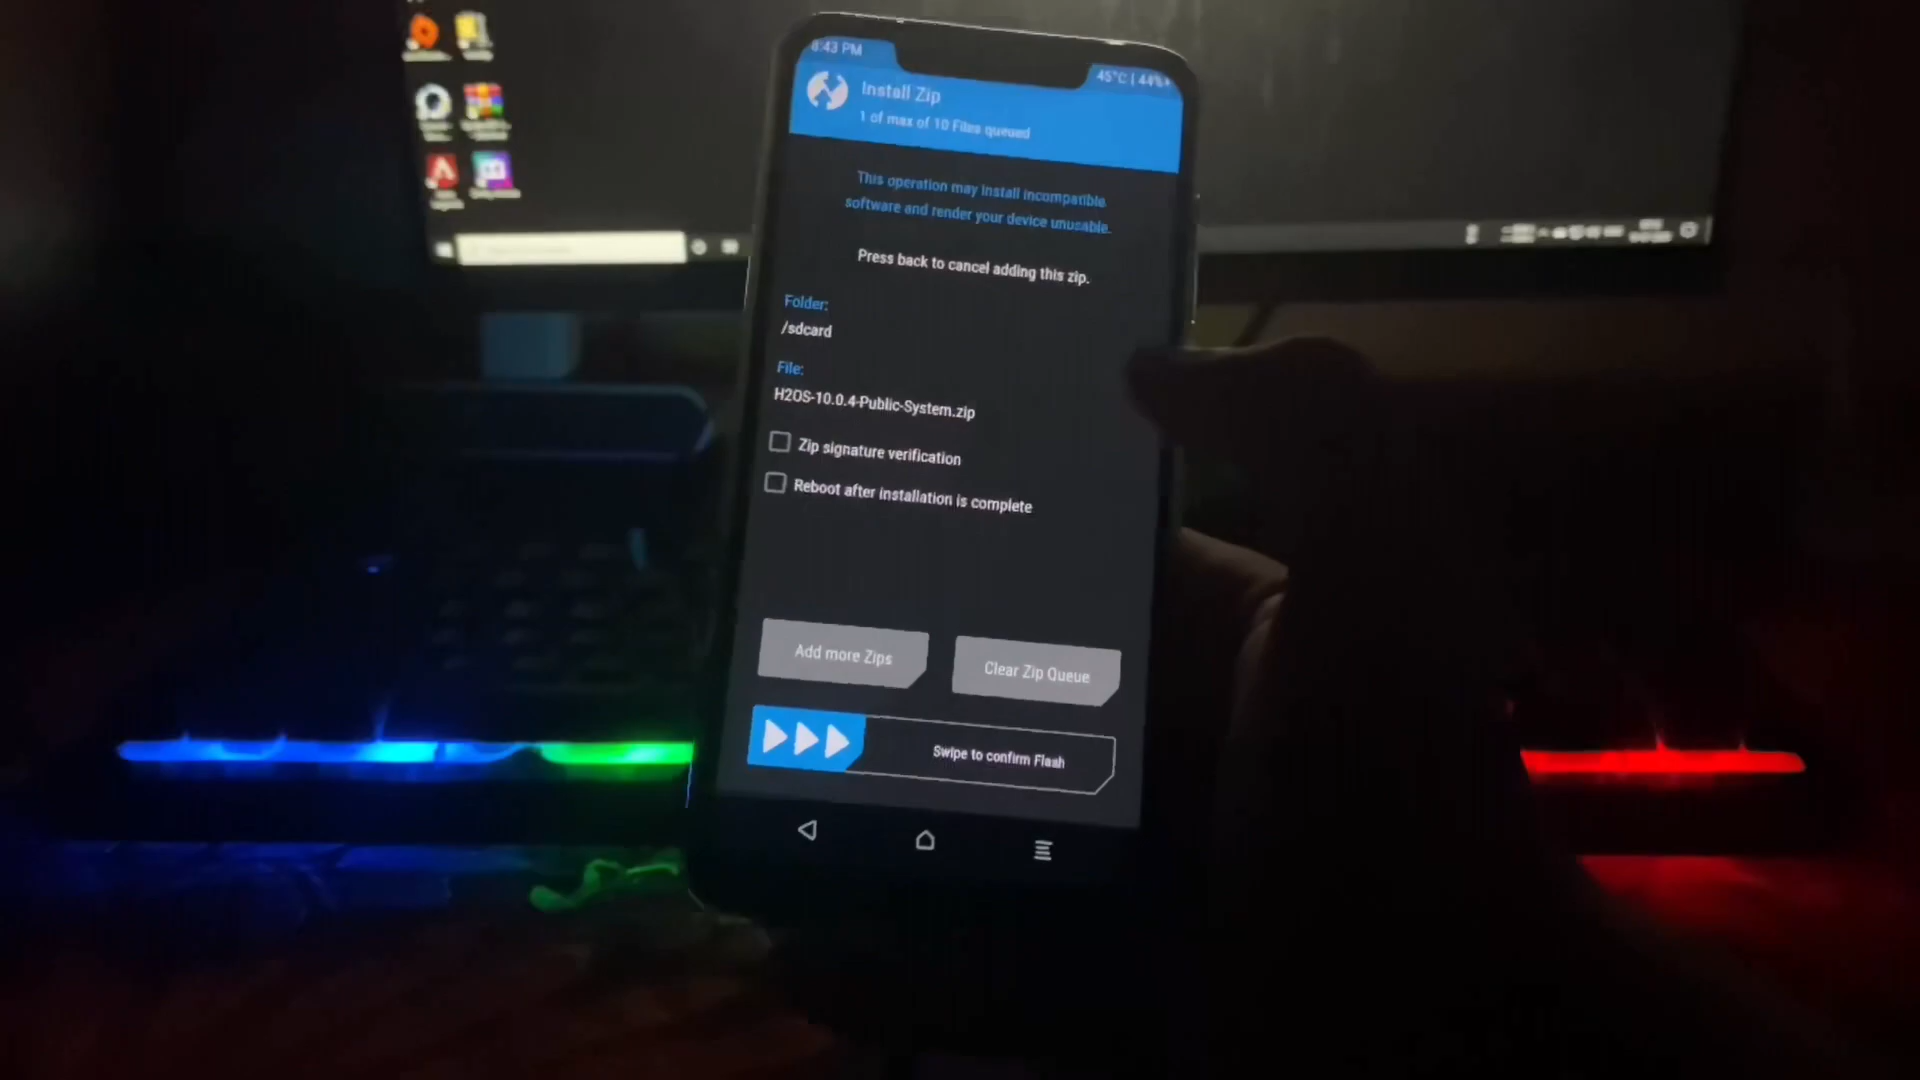 8:43 PM
45°C | 44%+
Install Zip
1 of max of 10 Files queued
This operation may install incompatible
software and render your device unusable.
Press back to cancel adding this zip.
Folder:
/sdcard
File:
H2OS-10.0.4-Public-System.zip
Zip signature verification
Reboot after installation is complete
Add more Zips
Clear Zip Queue
Swipe to confirm Flash